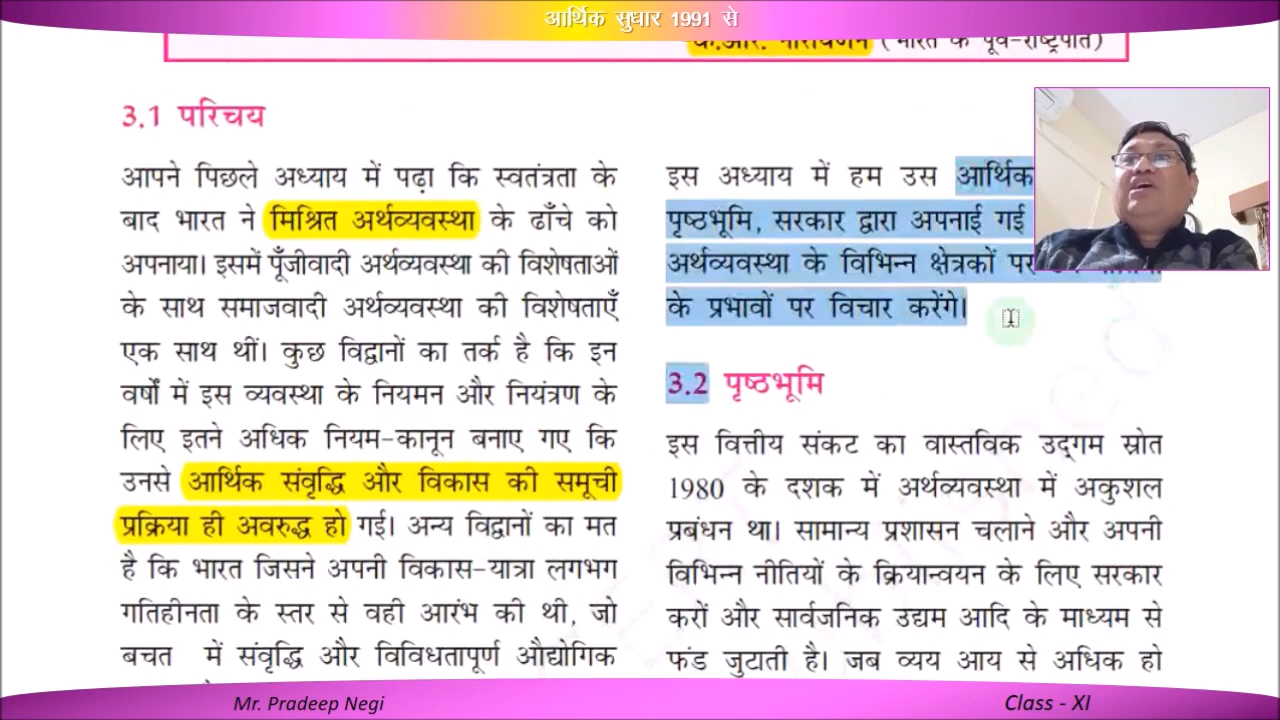 आर्थिक सुधार 1991 से
के.आर. नारायणन (भारत के पूर्व-राष्ट्रपति)
3.1 परिचय
आपने पिछले अध्याय में पढ़ा कि स्वतंत्रता के
बाद भारत ने मिश्रित अर्थव्यवस्था के ढाँचे को
अपनाया। इसमें पूँजीवादी अर्थव्यवस्था की विशेषताओं
के साथ समाजवादी अर्थव्यवस्था की विशेषताएँ
एक साथ थीं। कुछ विद्वानों का तर्क है कि इन
वर्षों में इस व्यवस्था के नियमन और नियंत्रण के
लिए इतने अधिक नियम-कानून बनाए गए कि
उनसे आर्थिक संवृद्धि और विकास की समूची
प्रक्रिया ही अवरुद्ध हो गई। अन्य विद्वानों का मत
है कि भारत जिसने अपनी विकास-यात्रा लगभग
गतिहीनता के स्तर से वही आरंभ की थी, जो
बचत में संवृद्धि और विविधतापूर्ण औद्योगिक
इस अध्याय में हम उस आर्थिक
पृष्ठभूमि, सरकार द्वारा अपनाई गई
अर्थव्यवस्था के विभिन्न क्षेत्रकों पर
के प्रभावों पर विचार करेंगे।
3.2 पृष्ठभूमि
इस वित्तीय संकट का वास्तविक उद्गम स्रोत
1980 के दशक में अर्थव्यवस्था में अकुशल
प्रबंधन था। सामान्य प्रशासन चलाने और अपनी
विभिन्न नीतियों के क्रियान्वयन के लिए सरकार
करों और सार्वजनिक उद्यम आदि के माध्यम से
फंड जुटाती है। जब व्यय आय से अधिक हो
Mr. Pradeep Negi
Class - XI